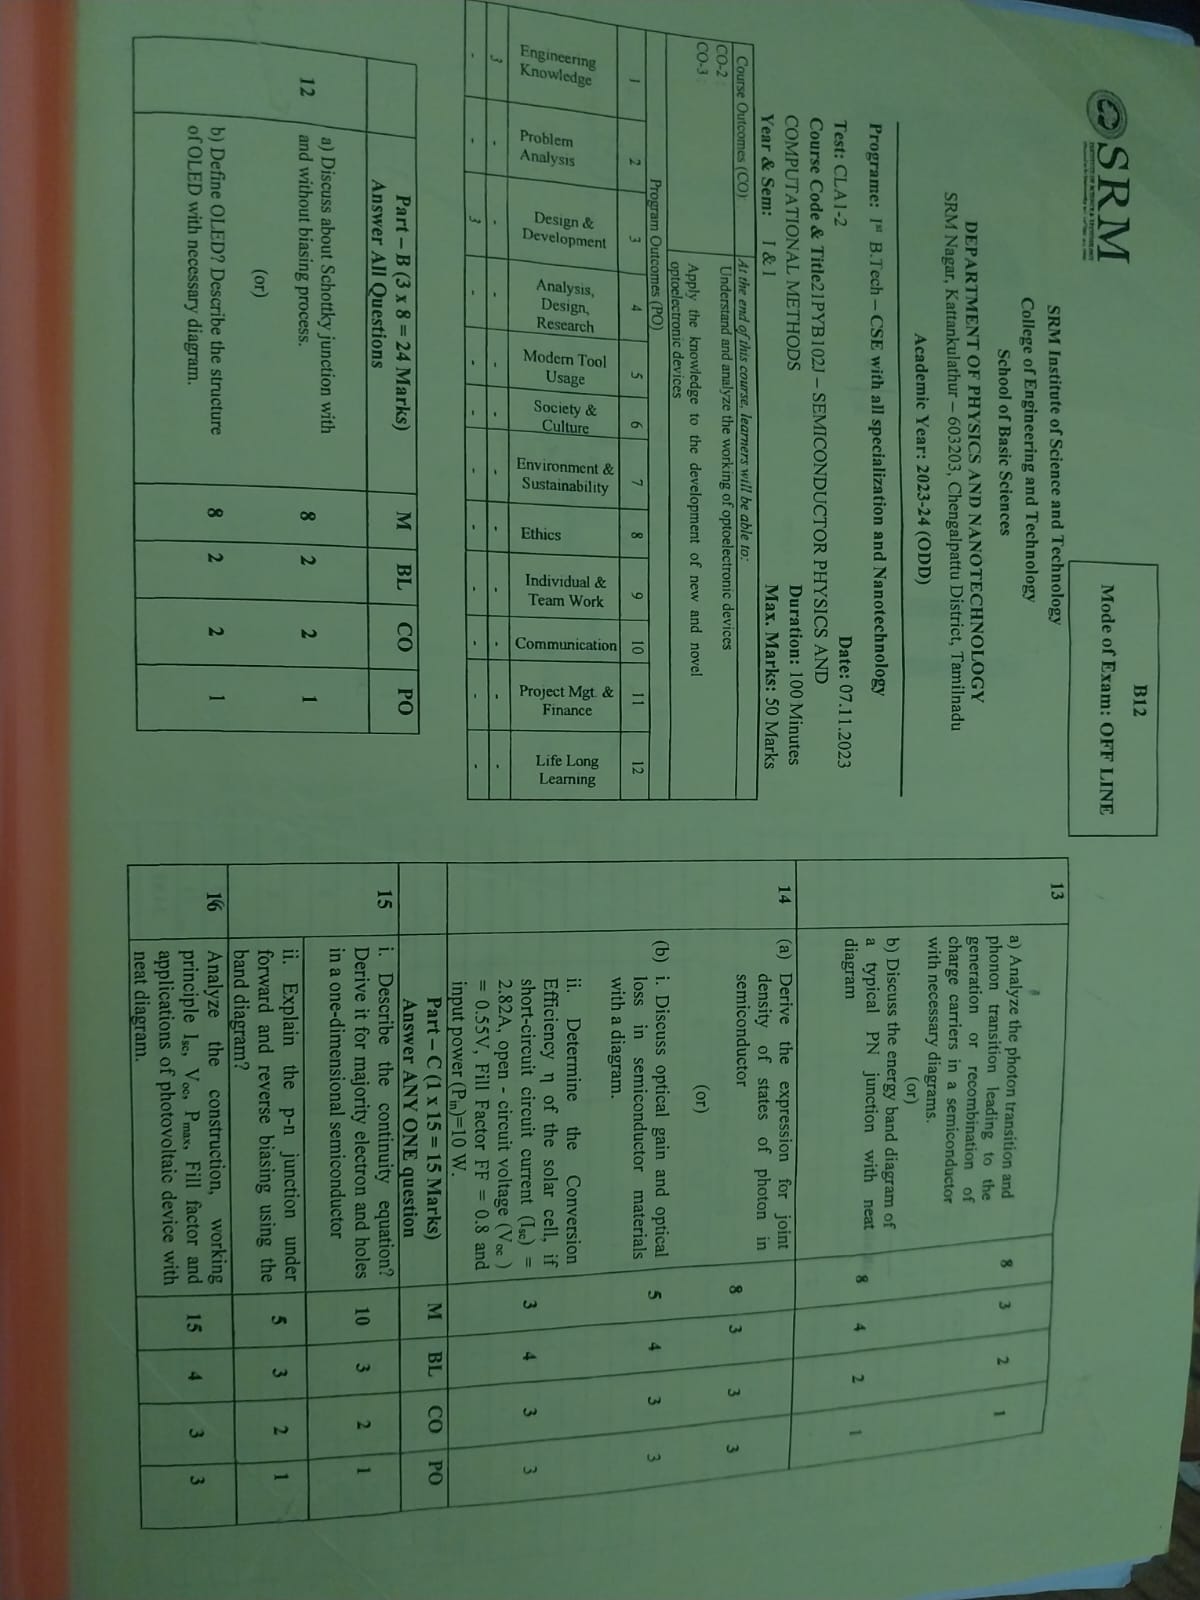 B12
Mode of Exam: OFF LINE
SRM
INSTITUTE OF SCIENCE & TECHNOLOGY
SRM Institute of Science and Technology
College of Engineering and Technology
School of Basic Sciences
DEPARTMENT OF PHYSICS AND NANOTECHNOLOGY
SRM Nagar, Kattankulathur – 603203, Chengalpattu District, Tamilnadu
Academic Year: 2023-24 (ODD)
Programe: Ist B.Tech – CSE with all specialization and Nanotechnology
Test: CLA1-2 Date: 07.11.2023
Course Code & Title21PYB102J – SEMICONDUCTOR PHYSICS AND
COMPUTATIONAL METHODS Duration: 100 Minutes
Year & Sem: I & I Max. Marks: 50 Marks
Course Outcomes (CO) At the end of this course, learners will be able to:
CO-2 Understand and analyze the working of optoelectronic devices
CO-3 Apply the knowledge to the development of new and novel
optoelectronic devices
Program Outcomes (PO)
1 2 3 4 5 6 7 8 9 10 11 12
Engineering Knowledge
Problem Analysis
Design & Development
Analysis, Design, Research
Modern Tool Usage
Society & Culture
Environment & Sustainability
Ethics
Individual & Team Work
Communication
Project Mgt. & Finance
Life Long Learning
3 - - - - - - - - - - -
- - 3 - - - - - - - - -
Part – B (3 x 8 = 24 Marks) M BL CO PO
Answer All Questions
12 a) Discuss about Schottky junction with
and without biasing process. 8 2 2 1
(or)
b) Define OLED? Describe the structure 8 2 2 1
of OLED with necessary diagram.
13
a) Analyze the photon transition and 8 3 2 1
phonon transition leading to the
generation or recombination of
charge carriers in a semiconductor
with necessary diagrams.
(or)
b) Discuss the energy band diagram of
a typical PN junction with neat 8 4 2 1
diagram
14 (a) Derive the expression for joint
density of states of photon in
semiconductor 8 3 3 3
(or)
(b) i. Discuss optical gain and optical 5 4 3 3
loss in semiconductor materials
with a diagram.
ii. Determine the Conversion
Efficiency η of the solar cell, if
short-circuit circuit current (Isc) = 3 4 3 3
2.82A, open - circuit voltage (Voc )
= 0.55V, Fill Factor FF = 0.8 and
input power (Pin)=10 W.
Part – C (1 x 15 = 15 Marks) M BL CO PO
Answer ANY ONE question
15 i. Describe the continuity equation?
Derive it for majority electron and holes 10 3 2 1
in a one-dimensional semiconductor
ii. Explain the p-n junction under 5 3 2 1
forward and reverse biasing using the
band diagram?
16 Analyze the construction, working
principle Isc, Voc, Pmax, Fill factor and 15 4 3 3
applications of photovoltaic device with
neat diagram.